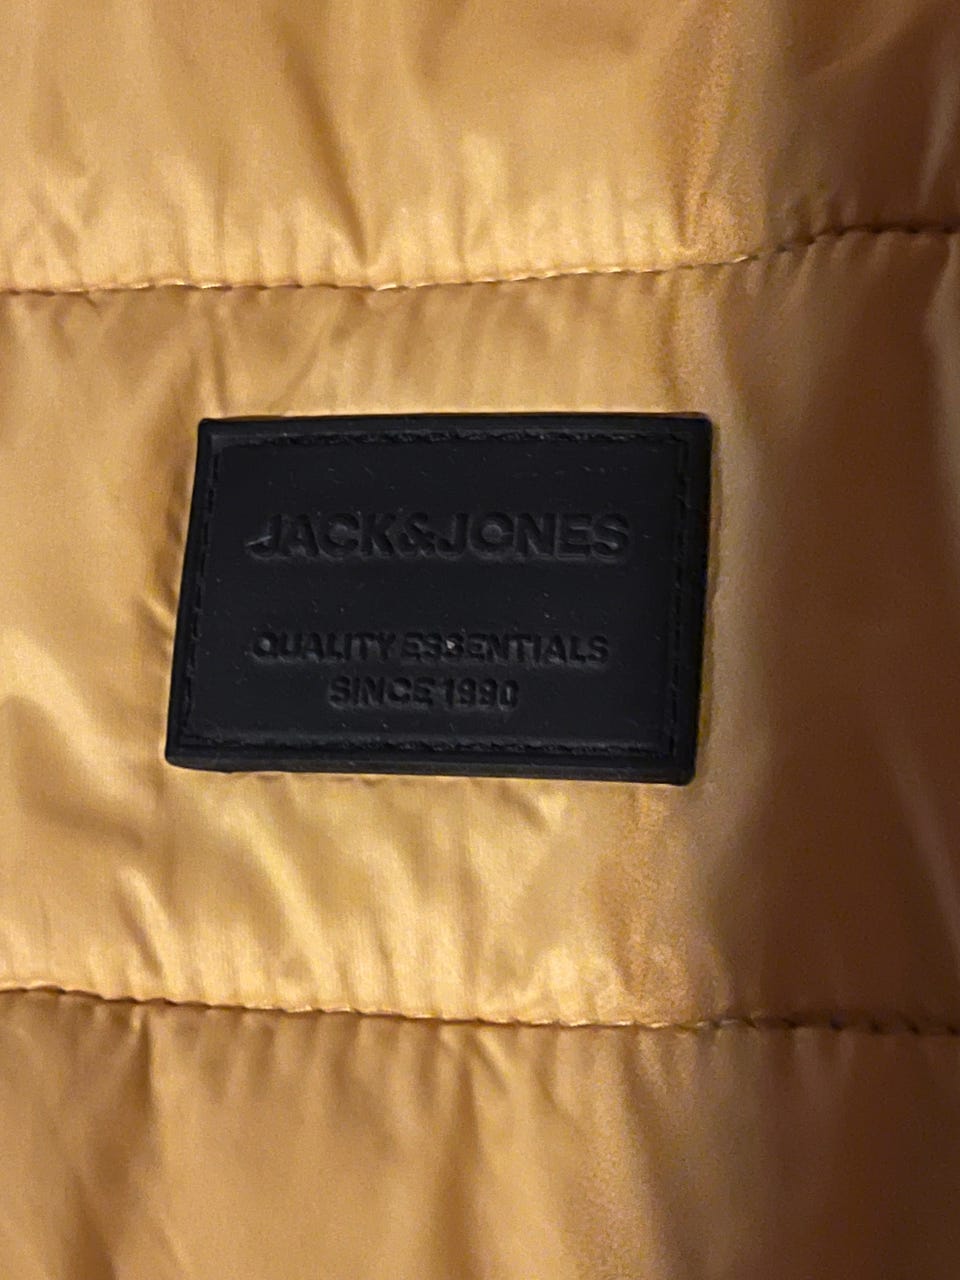 JACK&JONES
QUALITY ESSENTIALS
SINCE 1990